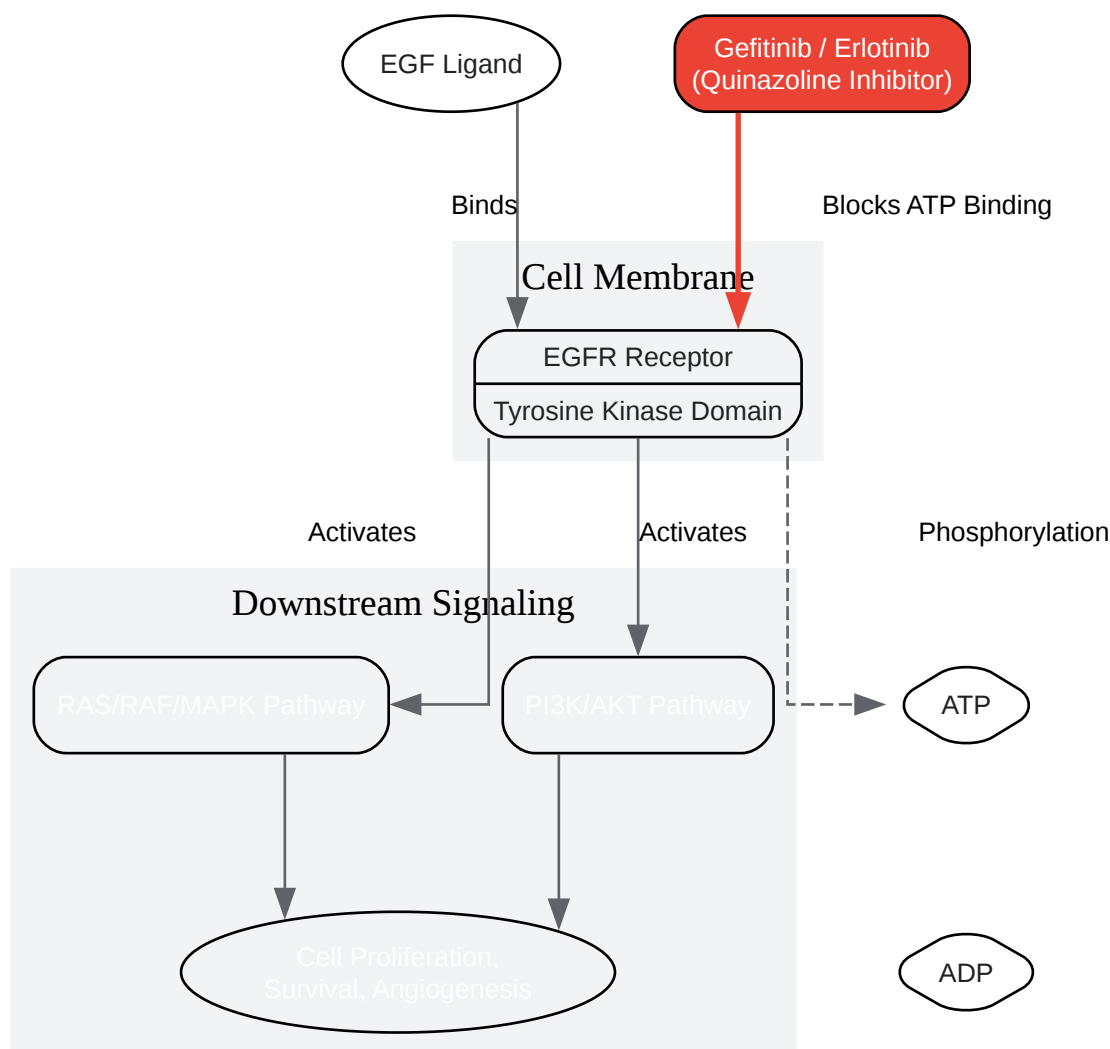 EGF Ligand
Gefitinib / Erlotinib
(Quinazoline Inhibitor)
Binds
Blocks ATP Binding
Cell Membrane
EGFR Receptor
Tyrosine Kinase Domain
Activates
Activates
Phosphorylation
Downstream Signaling
RAS/RAF/MAPK Pathway
PI3K/AKT Pathway
ATP
Cell Proliferation,
Survival, Angiogenesis
ADP